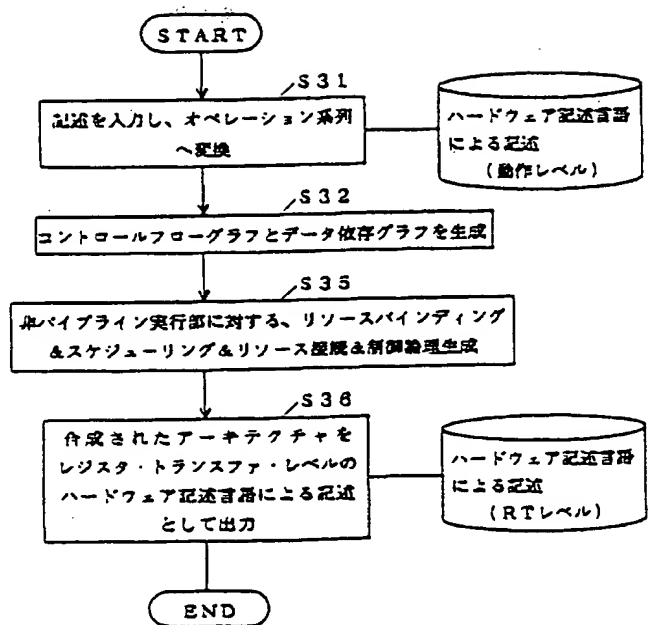 START
S31
記述を入力し、オペレーション系列
へ変換
ハードウェア記述言語
による記述
(動作レベル)
S32
コントロールフローグラフとデータ依存グラフを生成
S35
非パイプライン実行部に対する、リソースバインディング
&スケジューリング&リソース接続&制御論理生成
S36
作成されたアーキテクチャを
レジスタ・トランスファ・レベルの
ハードウェア記述言語による記述
として出力
ハードウェア記述言語
による記述
(RTレベル)
END